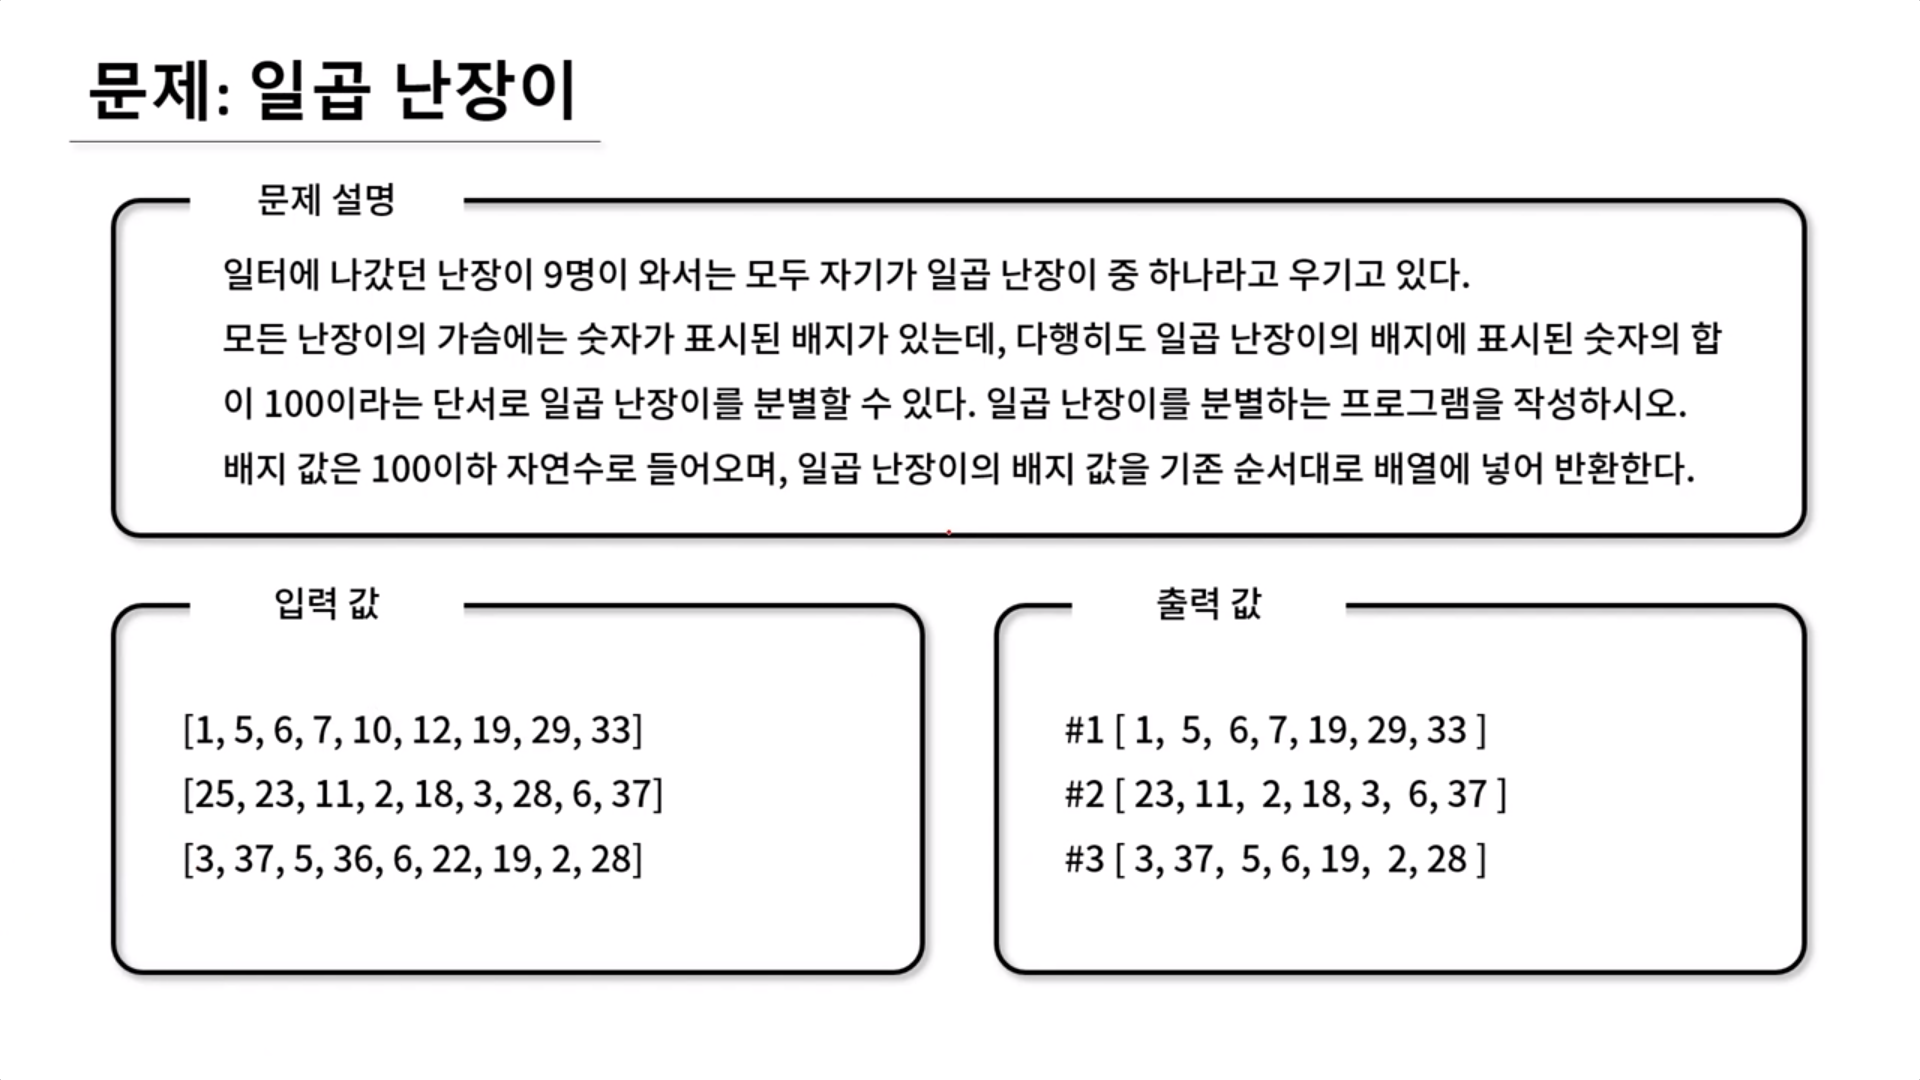 문제: 일곱 난장이
문제 설명
일터에 나갔던 난장이 9명이 와서는 모두 자기가 일곱 난장이 중 하나라고 우기고 있다.
모든 난장이의 가슴에는 숫자가 표시된 배지가 있는데, 다행히도 일곱 난장이의 배지에 표시된 숫자의 합
이 100이라는 단서로 일곱 난장이를 분별할 수 있다. 일곱 난장이를 분별하는 프로그램을 작성하시오.
배지 값은 100이하 자연수로 들어오며, 일곱 난장이의 배지 값을 기존 순서대로 배열에 넣어 반환한다.
입력 값
[1, 5, 6, 7, 10, 12, 19, 29, 33]
[25, 23, 11, 2, 18, 3, 28, 6, 37]
[3, 37, 5, 36, 6, 22, 19, 2, 28]
출력 값
#1 [ 1, 5, 6, 7, 19, 29, 33 ]
#2 [ 23, 11, 2, 18, 3, 6, 37 ]
#3 [ 3, 37, 5, 6, 19, 2, 28 ]